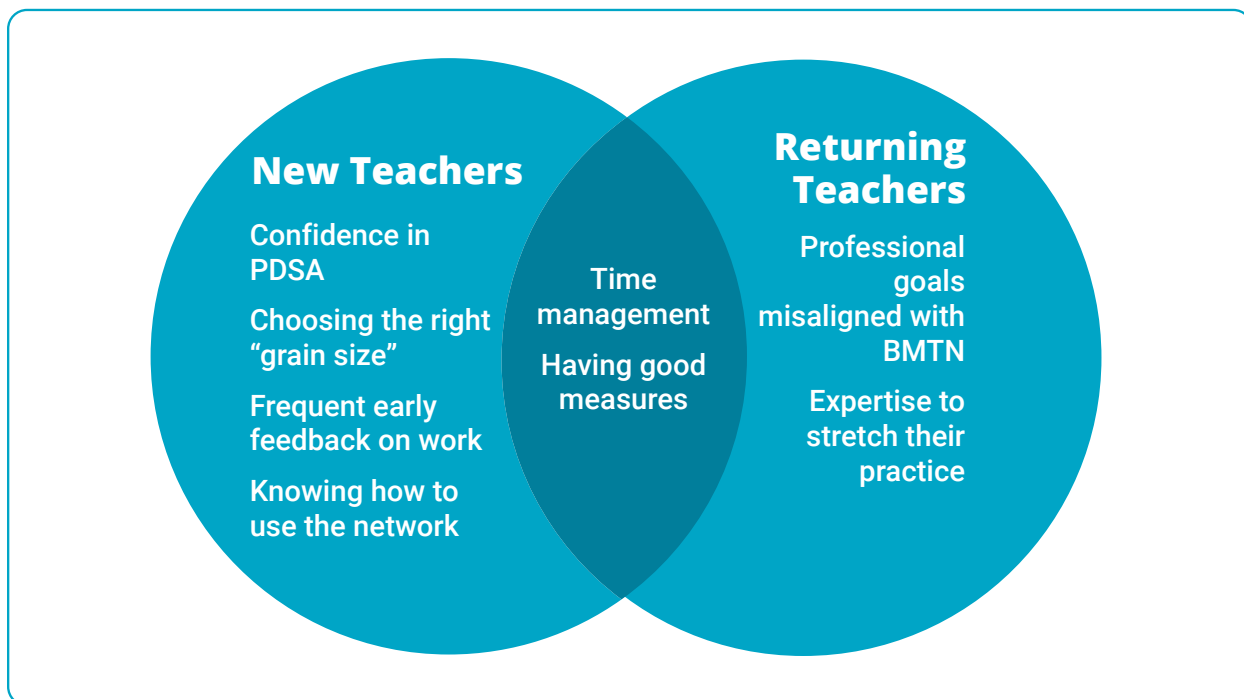 New Teachers
Confidence in
PDSA
Choosing the right
“grain size”
Frequent early
feedback on work
Knowing how to
use the network
Time
management
Having good
measures
Returning
Teachers
Professional
goals
misaligned with
BMTN
Expertise to
stretch their
practice